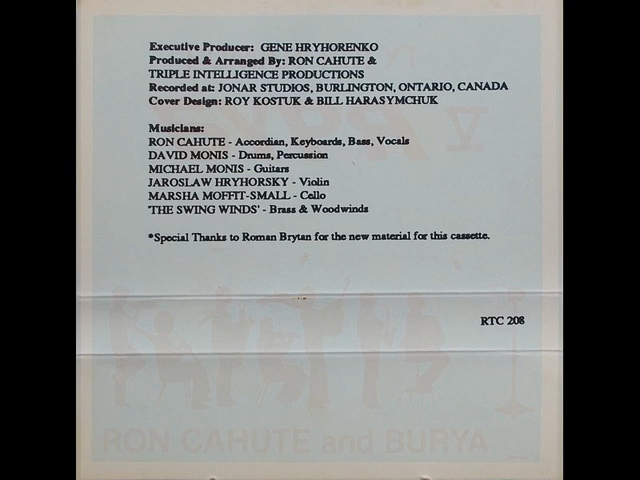 Executive Producer: GENE HRYHORENKO
Produced & Arranged By: RON CAHUTE &
TRIPLE INTELLIGENCE PRODUCTIONS
Recorded at: JONAR STUDIOS, BURLINGTON, ONTARIO, CANADA
Cover Design: ROY KOSTUK & BILL HARASYMCHUK
Musicians:
RON CAHUTE - Accordian, Keyboards, Bass, Vocals
DAVID MONIS - Drums, Percussion
MICHAEL MONIS - Guitars
JAROSLAW HRYHORSKY - Violin
MARSHA MOFFIT-SMALL - Cello
'THE SWING WINDS' - Brass & Woodwinds
*Special Thanks to Roman Brytan for the new material for this cassette.
RTC 208
RON CAHUTE and BURYA